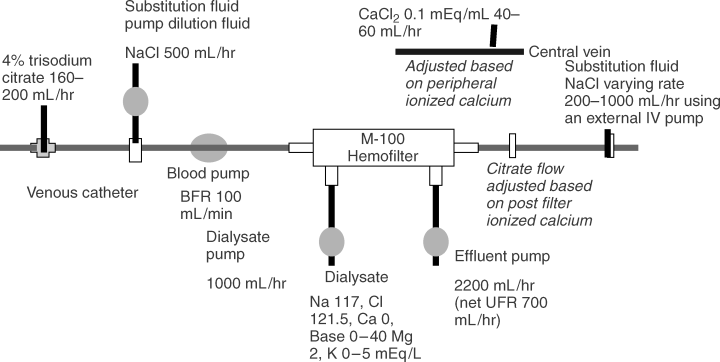 Substitution fluid
pump dilution fluid
NaCl 500 mL/hr
4% trisodium
citrate 160–
200 mL/hr
CaCl2 0.1 mEq/mL 40–
60 mL/hr
Central vein
Adjusted based
on peripheral
ionized calcium
Substitution fluid
NaCl varying rate
200–1000 mL/hr using
an external IV pump
M-100
Hemofilter
Venous catheter
Blood pump
BFR 100
mL/min
Citrate flow
adjusted based
on post filter
ionized calcium
Dialysate
pump
1000 mL/hr
Dialysate
Na 117, Cl
121.5, Ca 0,
Base 0–40 Mg
2, K 0–5 mEq/L
Effluent pump
2200 mL/hr
(net UFR 700
mL/hr)